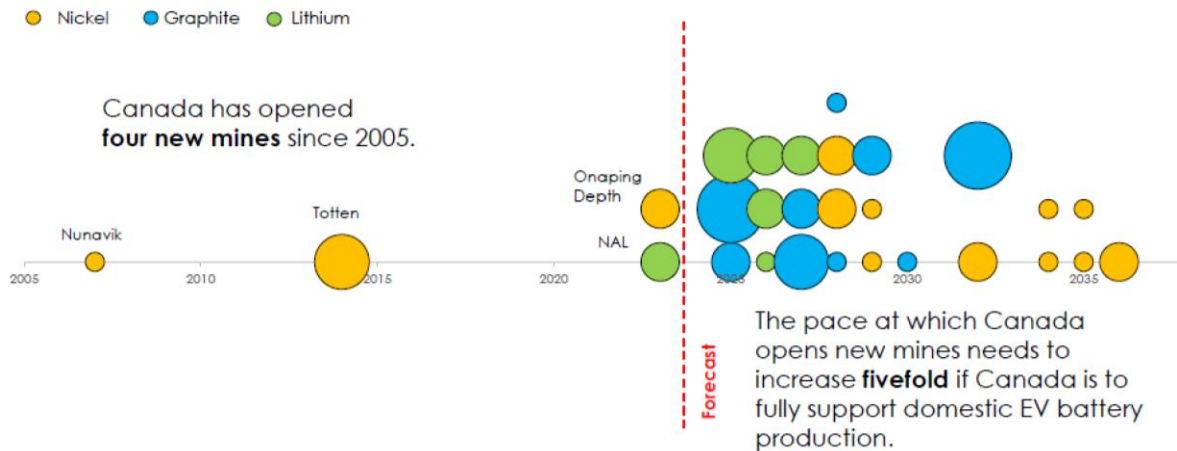 Nickel Graphite Lithium
Canada has opened
four new mines since 2005.
Onaping
Depth
Totten
Nunavik
NAL
2005 2010 2015 2020 2025 2030 2035
Forecast
The pace at which Canada
opens new mines needs to
increase fivefold if Canada is to
fully support domestic EV battery
production.